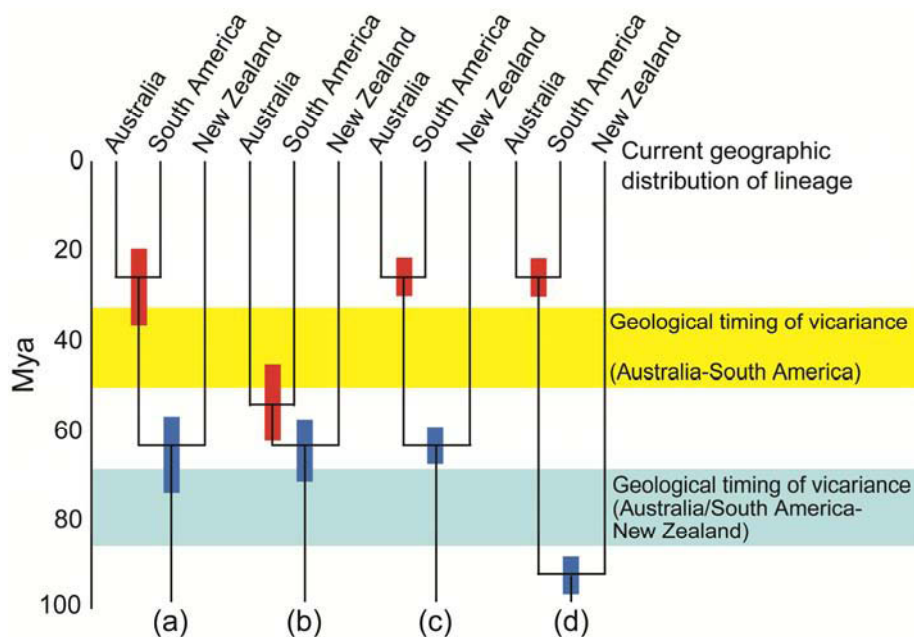 Australia
South America
New Zealand
Australia
South America
New Zealand
Australia
South America
New Zealand
Australia
South America
New Zealand
Current geographic
distribution of lineage
0
20
40
60
80
100
Mya
Geological timing of vicariance
(Australia-South America)
Geological timing of vicariance
(Australia/South America-
New Zealand)
(a)
(b)
(c)
(d)